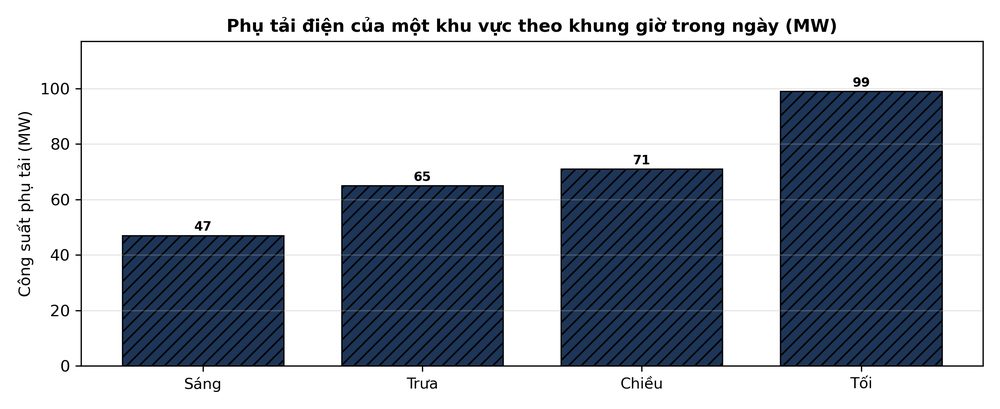 Phụ tải điện của một khu vực theo khung giờ trong ngày (MW)
Công suất phụ tải (MW)
100
80
60
40
20
0
47
65
71
99
Sáng
Trưa
Chiều
Tối